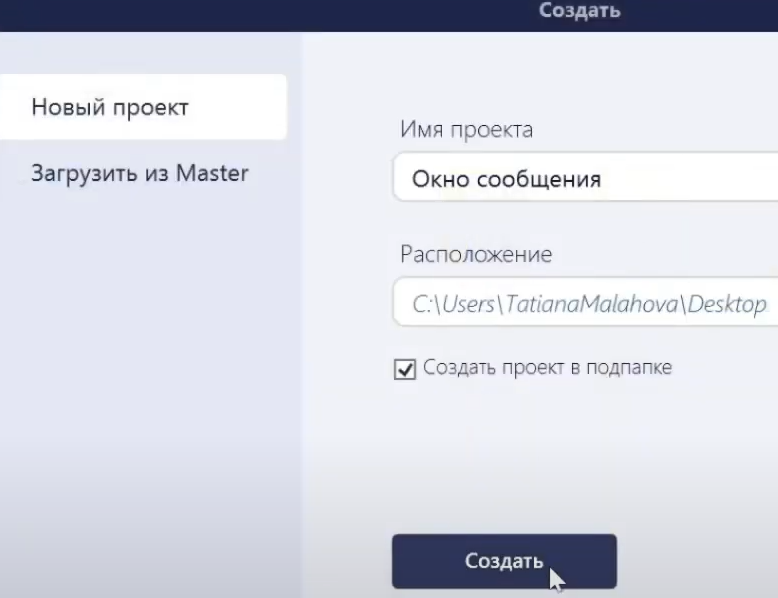 Создать
Новый проект
Загрузить из Master
Имя проекта
Окно сообщения
Расположение
C:\Users\TatianaMalahova\Desktop
Создать проект в подпапке
Создать